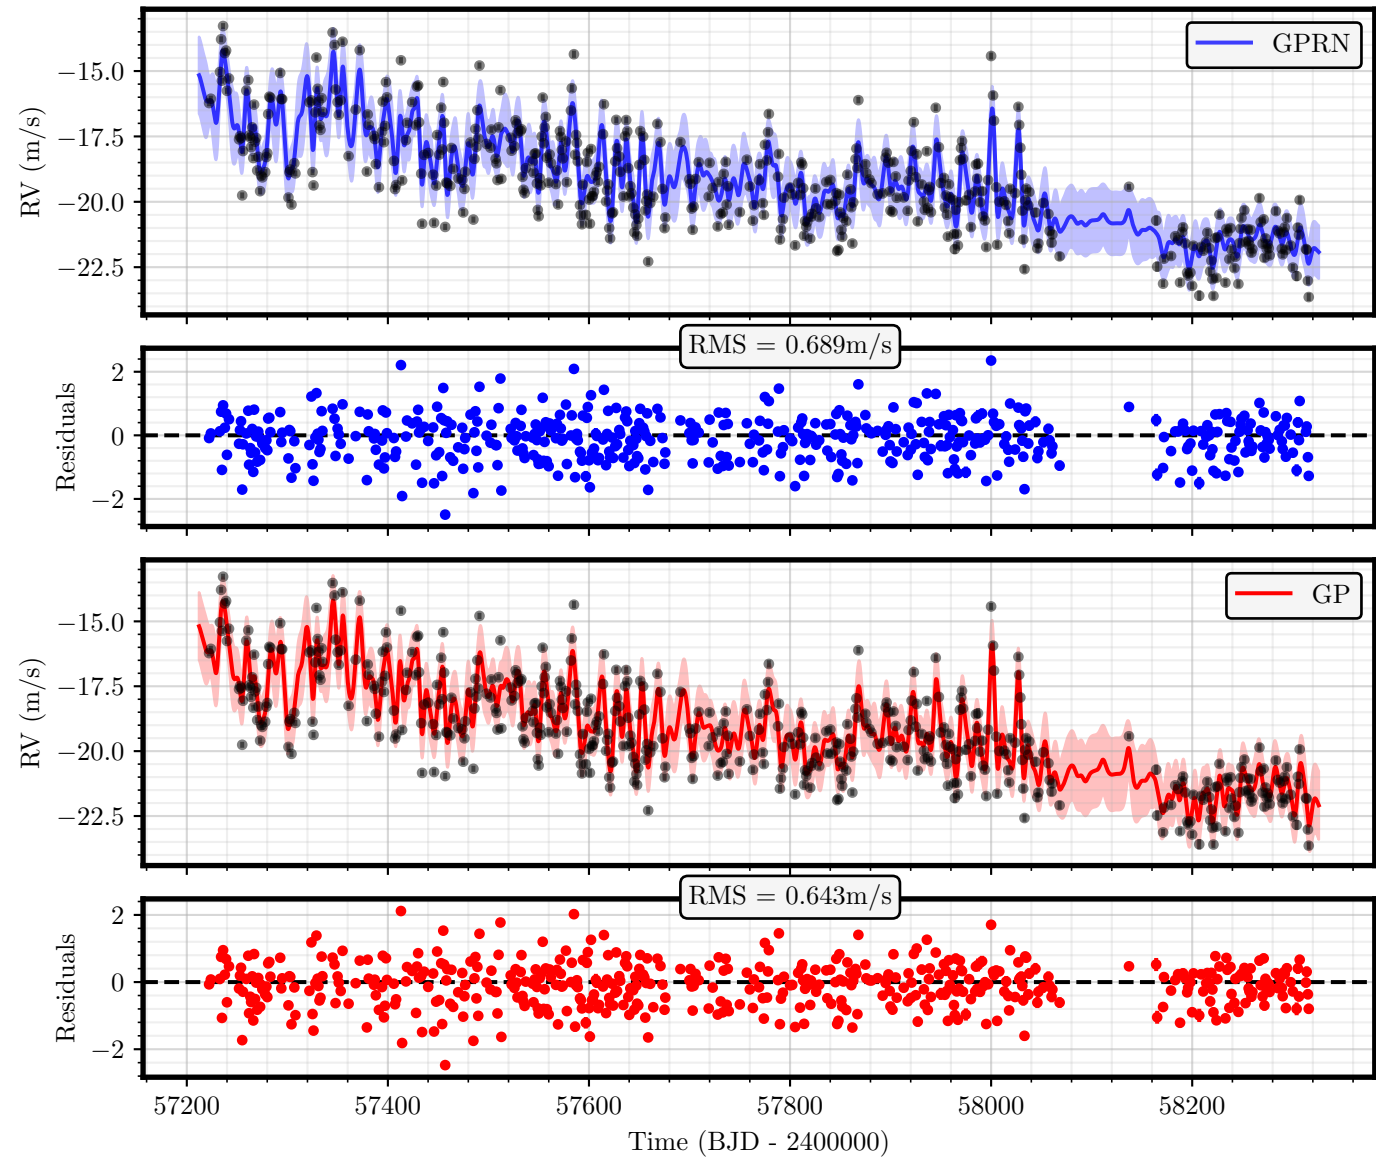 GPRN
−15.0
−17.5
−20.0
−22.5
RV (m/s)
RMS = 0.689m/s
2
0
−2
Residuals
GP
−15.0
−17.5
−20.0
−22.5
RV (m/s)
RMS = 0.643m/s
2
0
−2
Residuals
57200 57400 57600 57800 58000 58200
Time (BJD - 2400000)